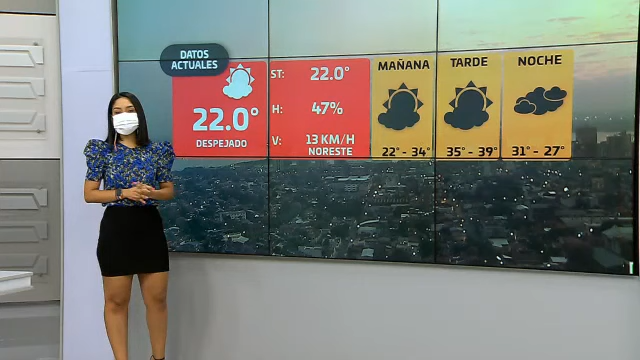 DATOS
ACTUALES
22.0°
DESPEJADO
ST: 22.0°
H: 47%
V: 13 KM/H
NORESTE
MAÑANA
22° - 34°
TARDE
35° - 39°
NOCHE
31° - 27°